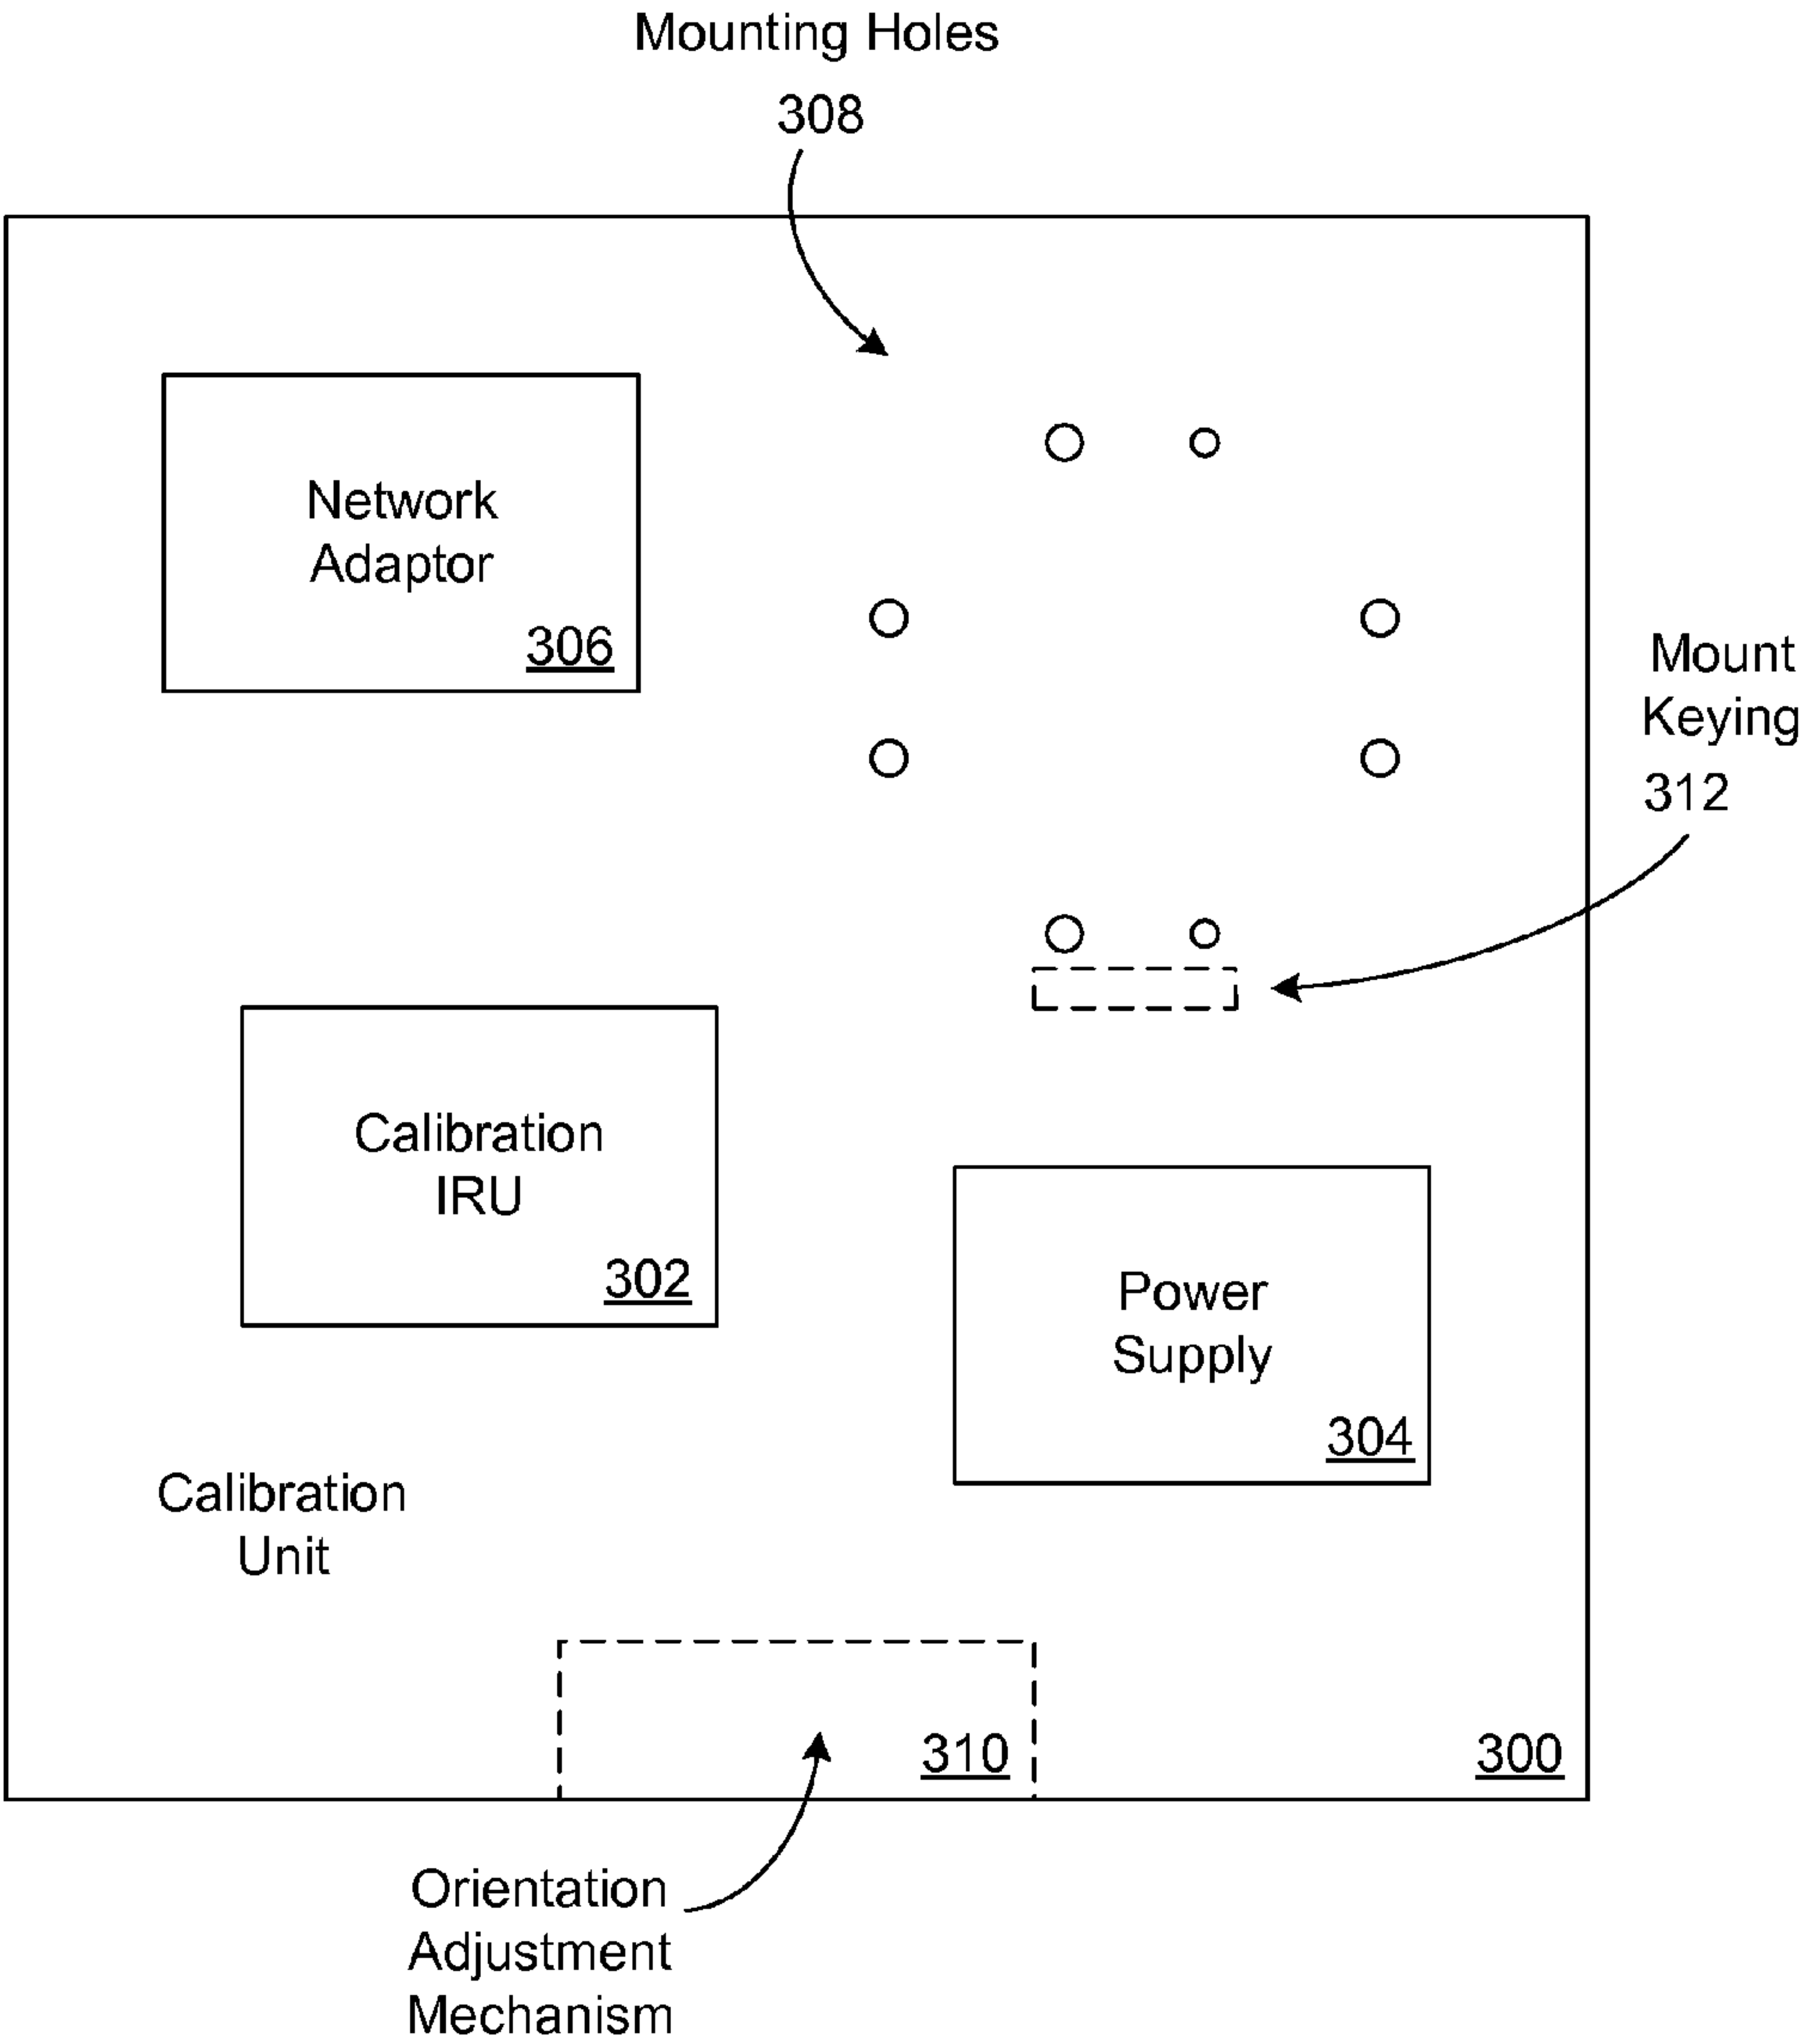 Mounting Holes
308
Network
Adaptor
306
Mount
Keying
312
Calibration
IRU
302
Power
Supply
304
Calibration
Unit
310
300
Orientation
Adjustment
Mechanism